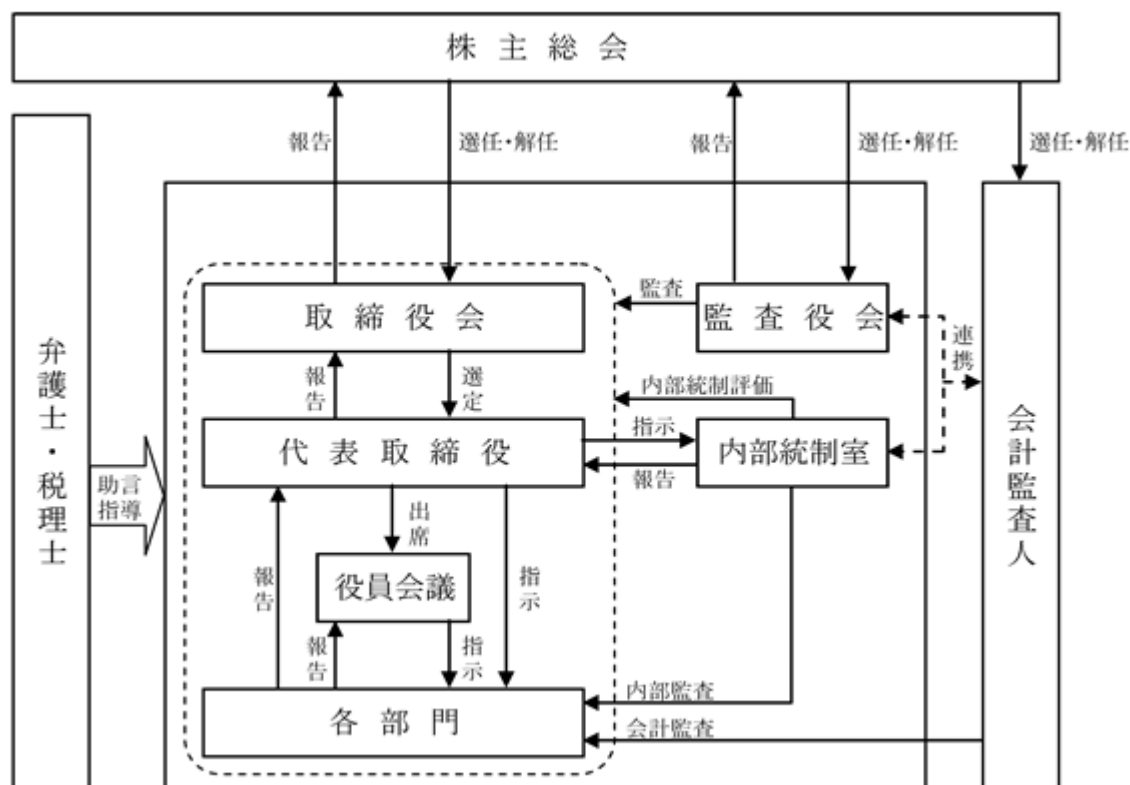 株主総会
報告
選任・解任
報告
選任・解任
選任・解任
弁護士・税理士
助言
指導
取締役会
監査
監査役会
連携
会計監査人
報告
選定
内部統制評価
代表取締役
指示
報告
内部統制室
出席
役員会議
報告
指示
報告
指示
各部門
内部監査
会計監査